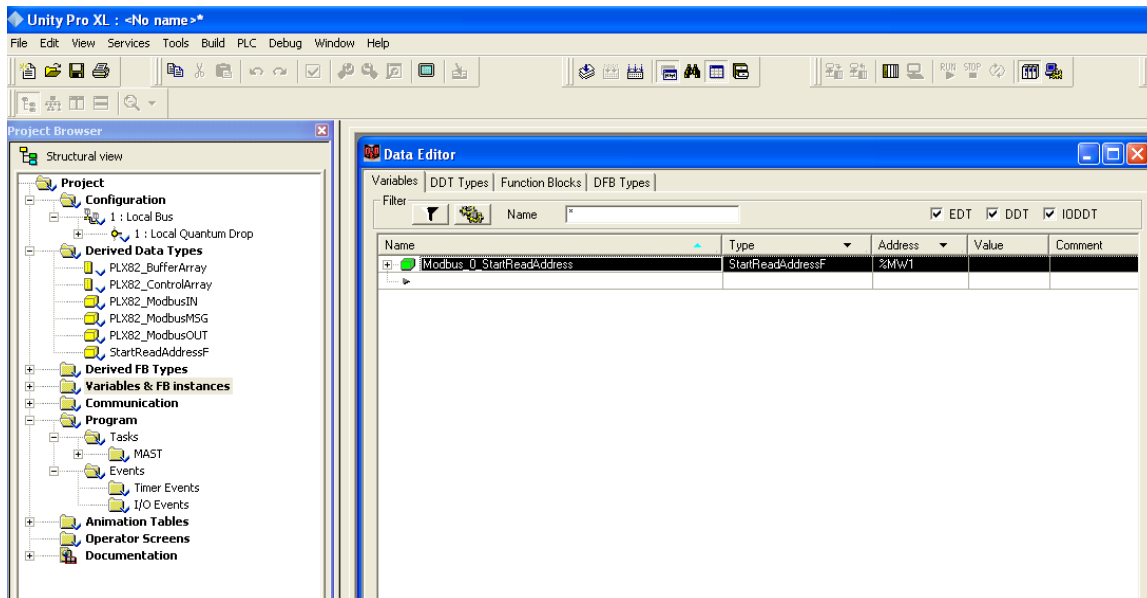 Unity Pro XL : <No name>*
File Edit View Services Tools Build PLC Debug Window Help
RUN STOP
Project Browser
Structural view
Project
Configuration
1 : Local Bus
1 : Local Quantum Drop
Derived Data Types
PLX82_BufferArray
PLX82_ControlArray
PLX82_ModbusIN
PLX82_ModbusMSG
PLX82_ModbusOUT
StartReadAddressF
Derived FB Types
Variables & FB instances
Communication
Program
Tasks
MAST
Events
Timer Events
I/O Events
Animation Tables
Operator Screens
Documentation
Data Editor
Variables DDT Types Function Blocks DFB Types
Filter
Name * EDT DDT IODDT
Name Type Address Value Comment
Modbus_0_StartReadAddress StartReadAddressF %MW1